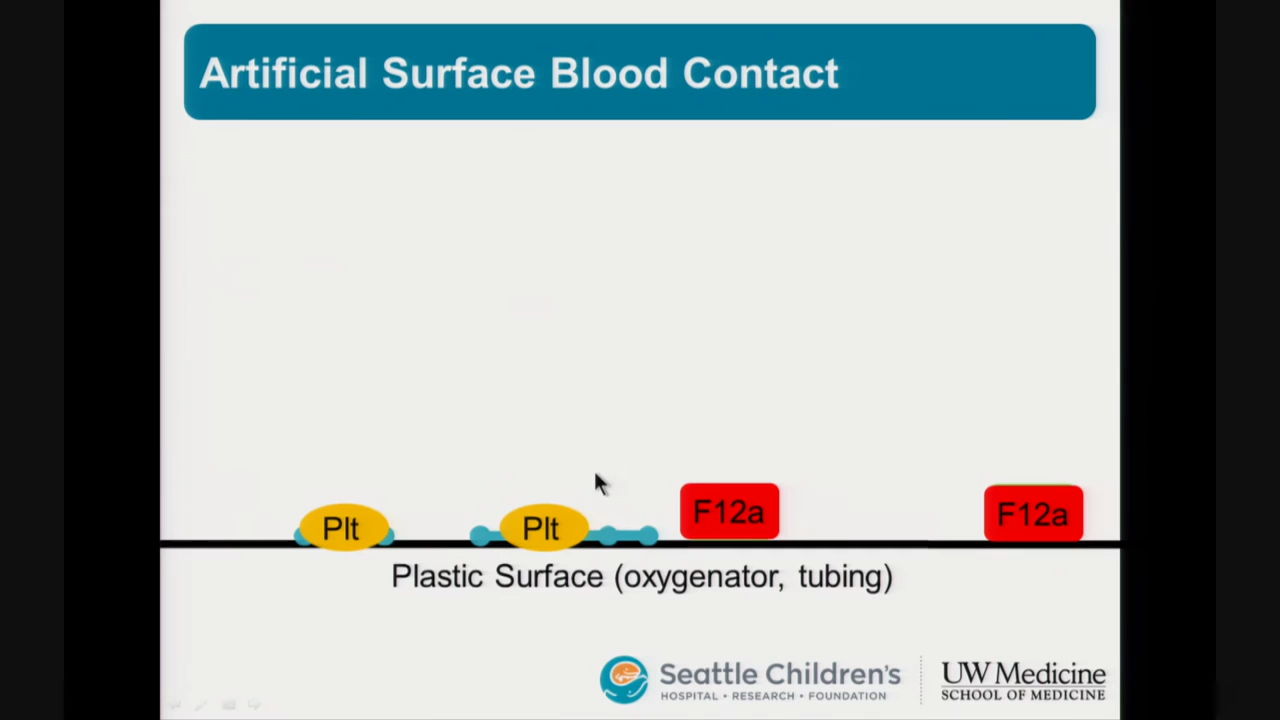 Artificial Surface Blood Contact
Plt
Plt
F12a
F12a
Plastic Surface (oxygenator, tubing)
Seattle Children's
HOSPITAL • RESEARCH • FOUNDATION
UW Medicine
SCHOOL OF MEDICINE